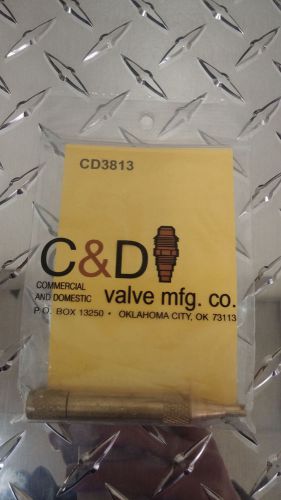 CD3813
C&D
COMMERCIAL
AND DOMESTIC
valve mfg. co.
P.O. BOX 13250 • OKLAHOMA CITY, OK 73113